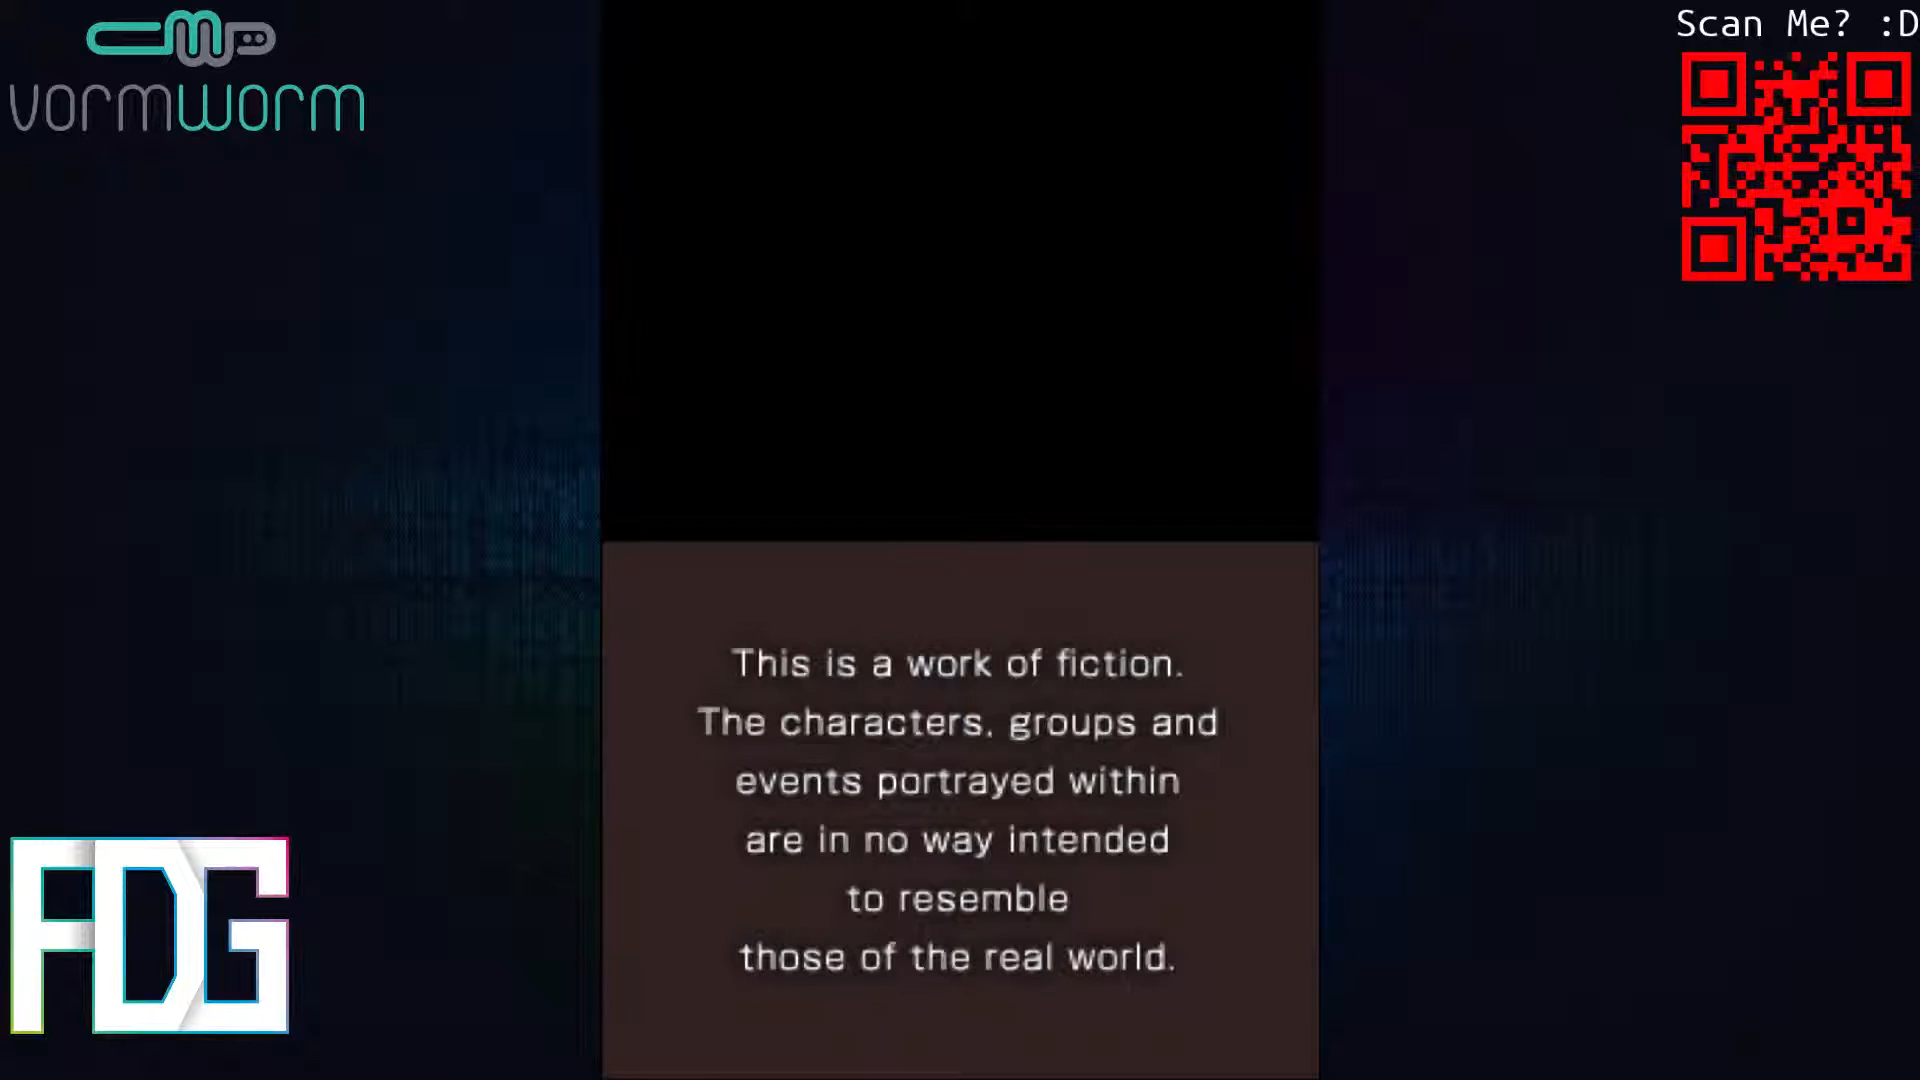 vormworm
Scan Me? :D
This is a work of fiction.
The characters, groups and
events portrayed within
are in no way intended
to resemble
those of the real world.
FDG